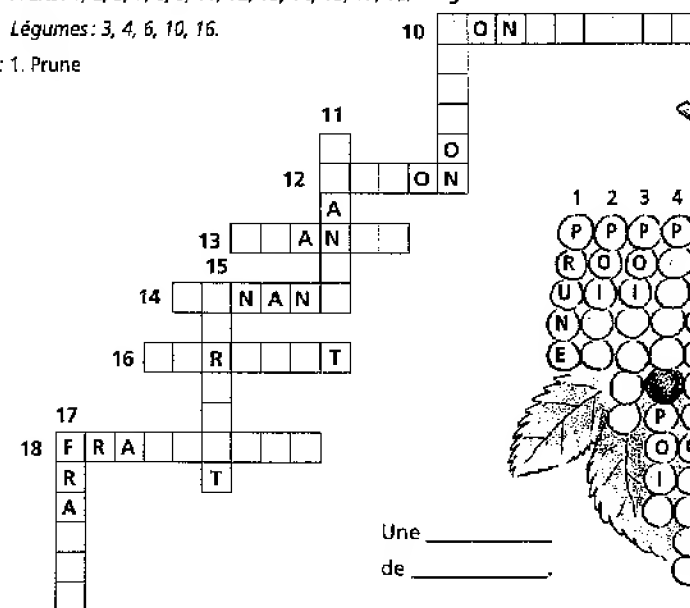 Légumes: 3, 4, 6, 10, 16.
10 O N
: 1. Prune
11
O
12 O N
1 2 3 4
A
P P P P
13 A N
R O O
15
U I I
14 N A N
N
16 R T
E
17
P
18 F R A
O
R T
I
A
Une
de .